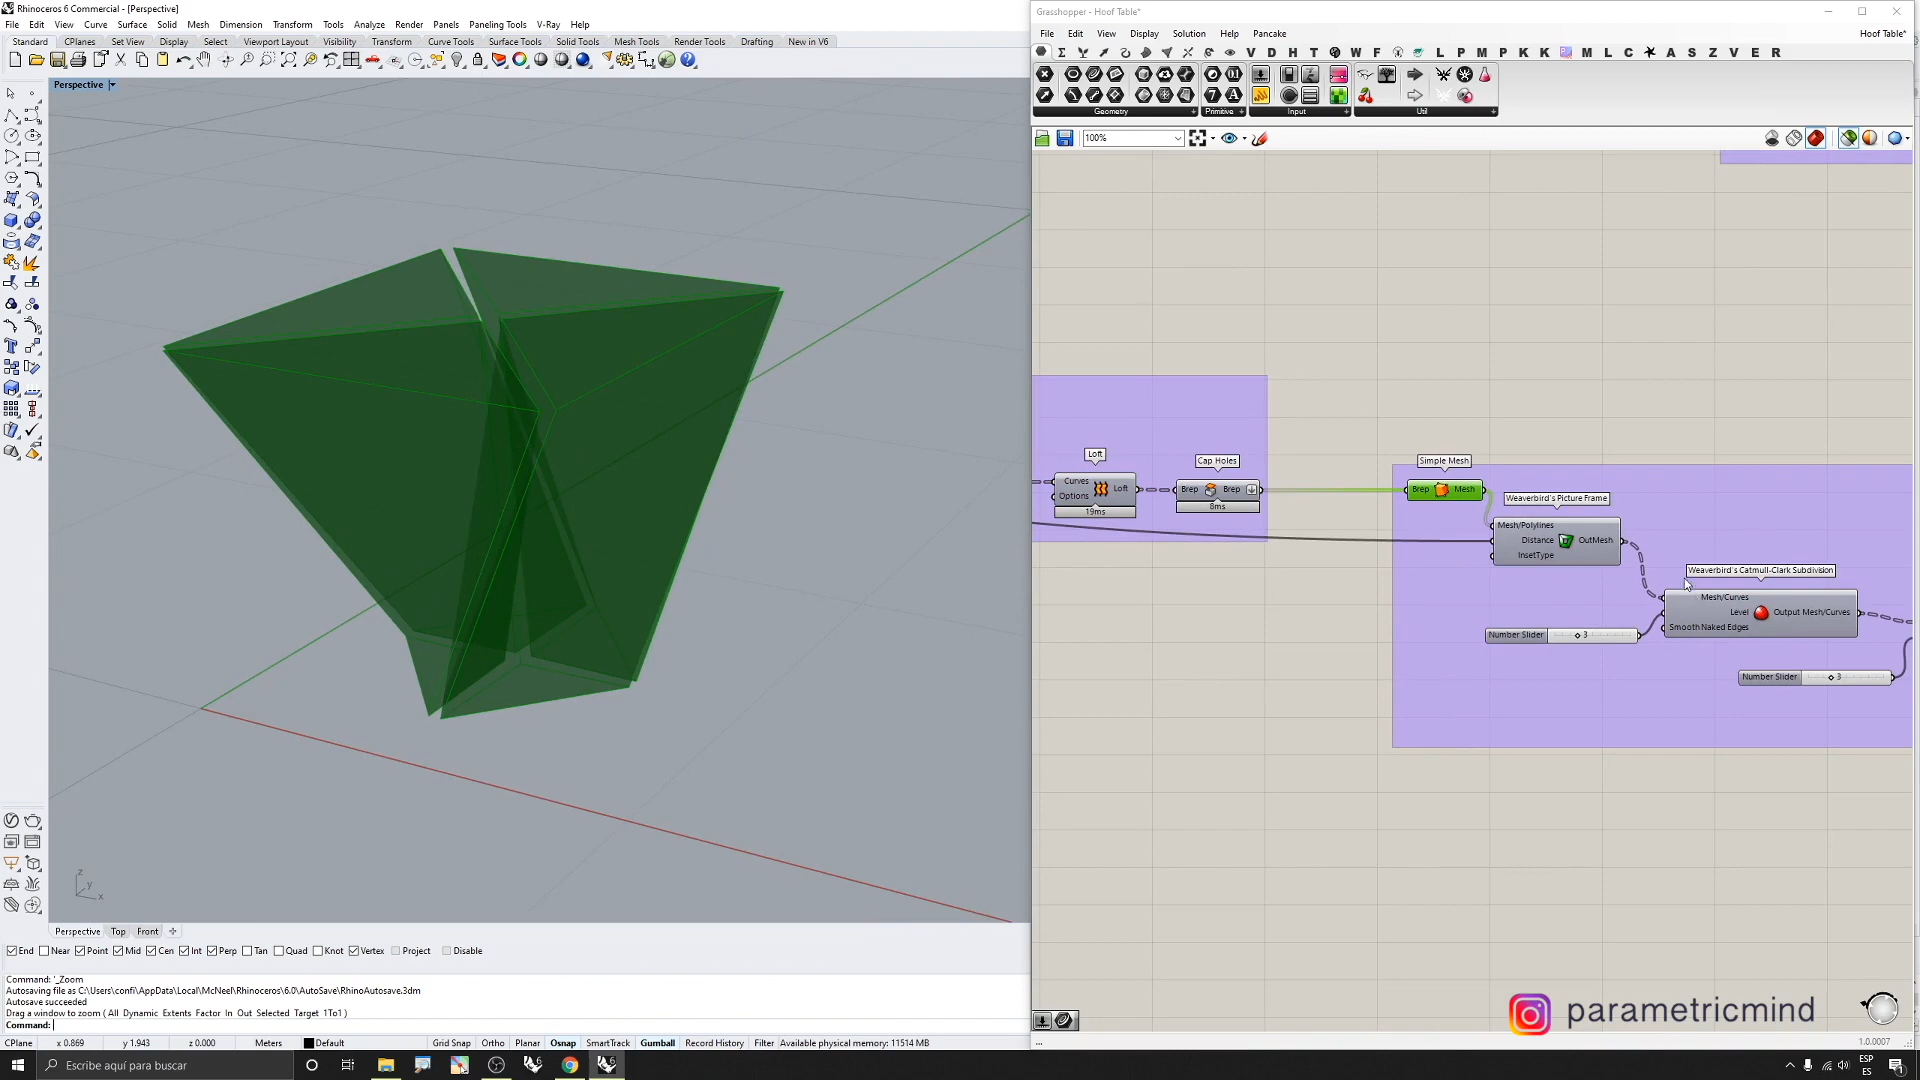 Rhinoceros 6 Commercial - [Perspective]
File Edit View Curve Surface Solid Mesh Dimension Transform Tools Analyze Render Panels Paneling Tools V-Ray Help
Standard CPlanes Set View Display Select Viewport Layout Visibility Transform Curve Tools Surface Tools Solid Tools Mesh Tools Render Tools Drafting New in V6
Perspective
z
y
x
Perspective Top Front
End Near Point Mid Cen Int Perp Tan Quad Knot Vertex Project Disable
Command: '_Zoom
Autosaving file as C:\Users\confi\AppData\Local\McNeel\Rhinoceros\6.0\AutoSave\RhinoAutosave.3dm
Autosave succeeded
Drag a window to zoom ( All Dynamic Extents Factor In Out Selected Target 1To1 )
Command:
CPlane x 0.869 y 1.943 z 0.000 Meters Default Grid Snap Ortho Planar Osnap SmartTrack Gumball Record History Filter Available physical memory: 11514 MB
Grasshopper - Hoof Table*
File Edit View Display Solution Help Pancake
Hoof Table*
V D H T W F L P M P K K M L C A S Z V E R
Geometry Primitive Input Util
100%
Loft
Curves
Options
Loft
19ms
Cap Holes
Brep Brep
8ms
Simple Mesh
Brep Mesh
Weaverbird's Picture Frame
Mesh/Polylines
Distance
InsetType
OutMesh
Weaverbird's Catmull-Clark Subdivision
Mesh/Curves
Level
Smooth Naked Edges
Output Mesh/Curves
Number Slider 3
Number Slider 3
parametricmind
...
1.0.0007
Escribe aquí para buscar
ESP
ES